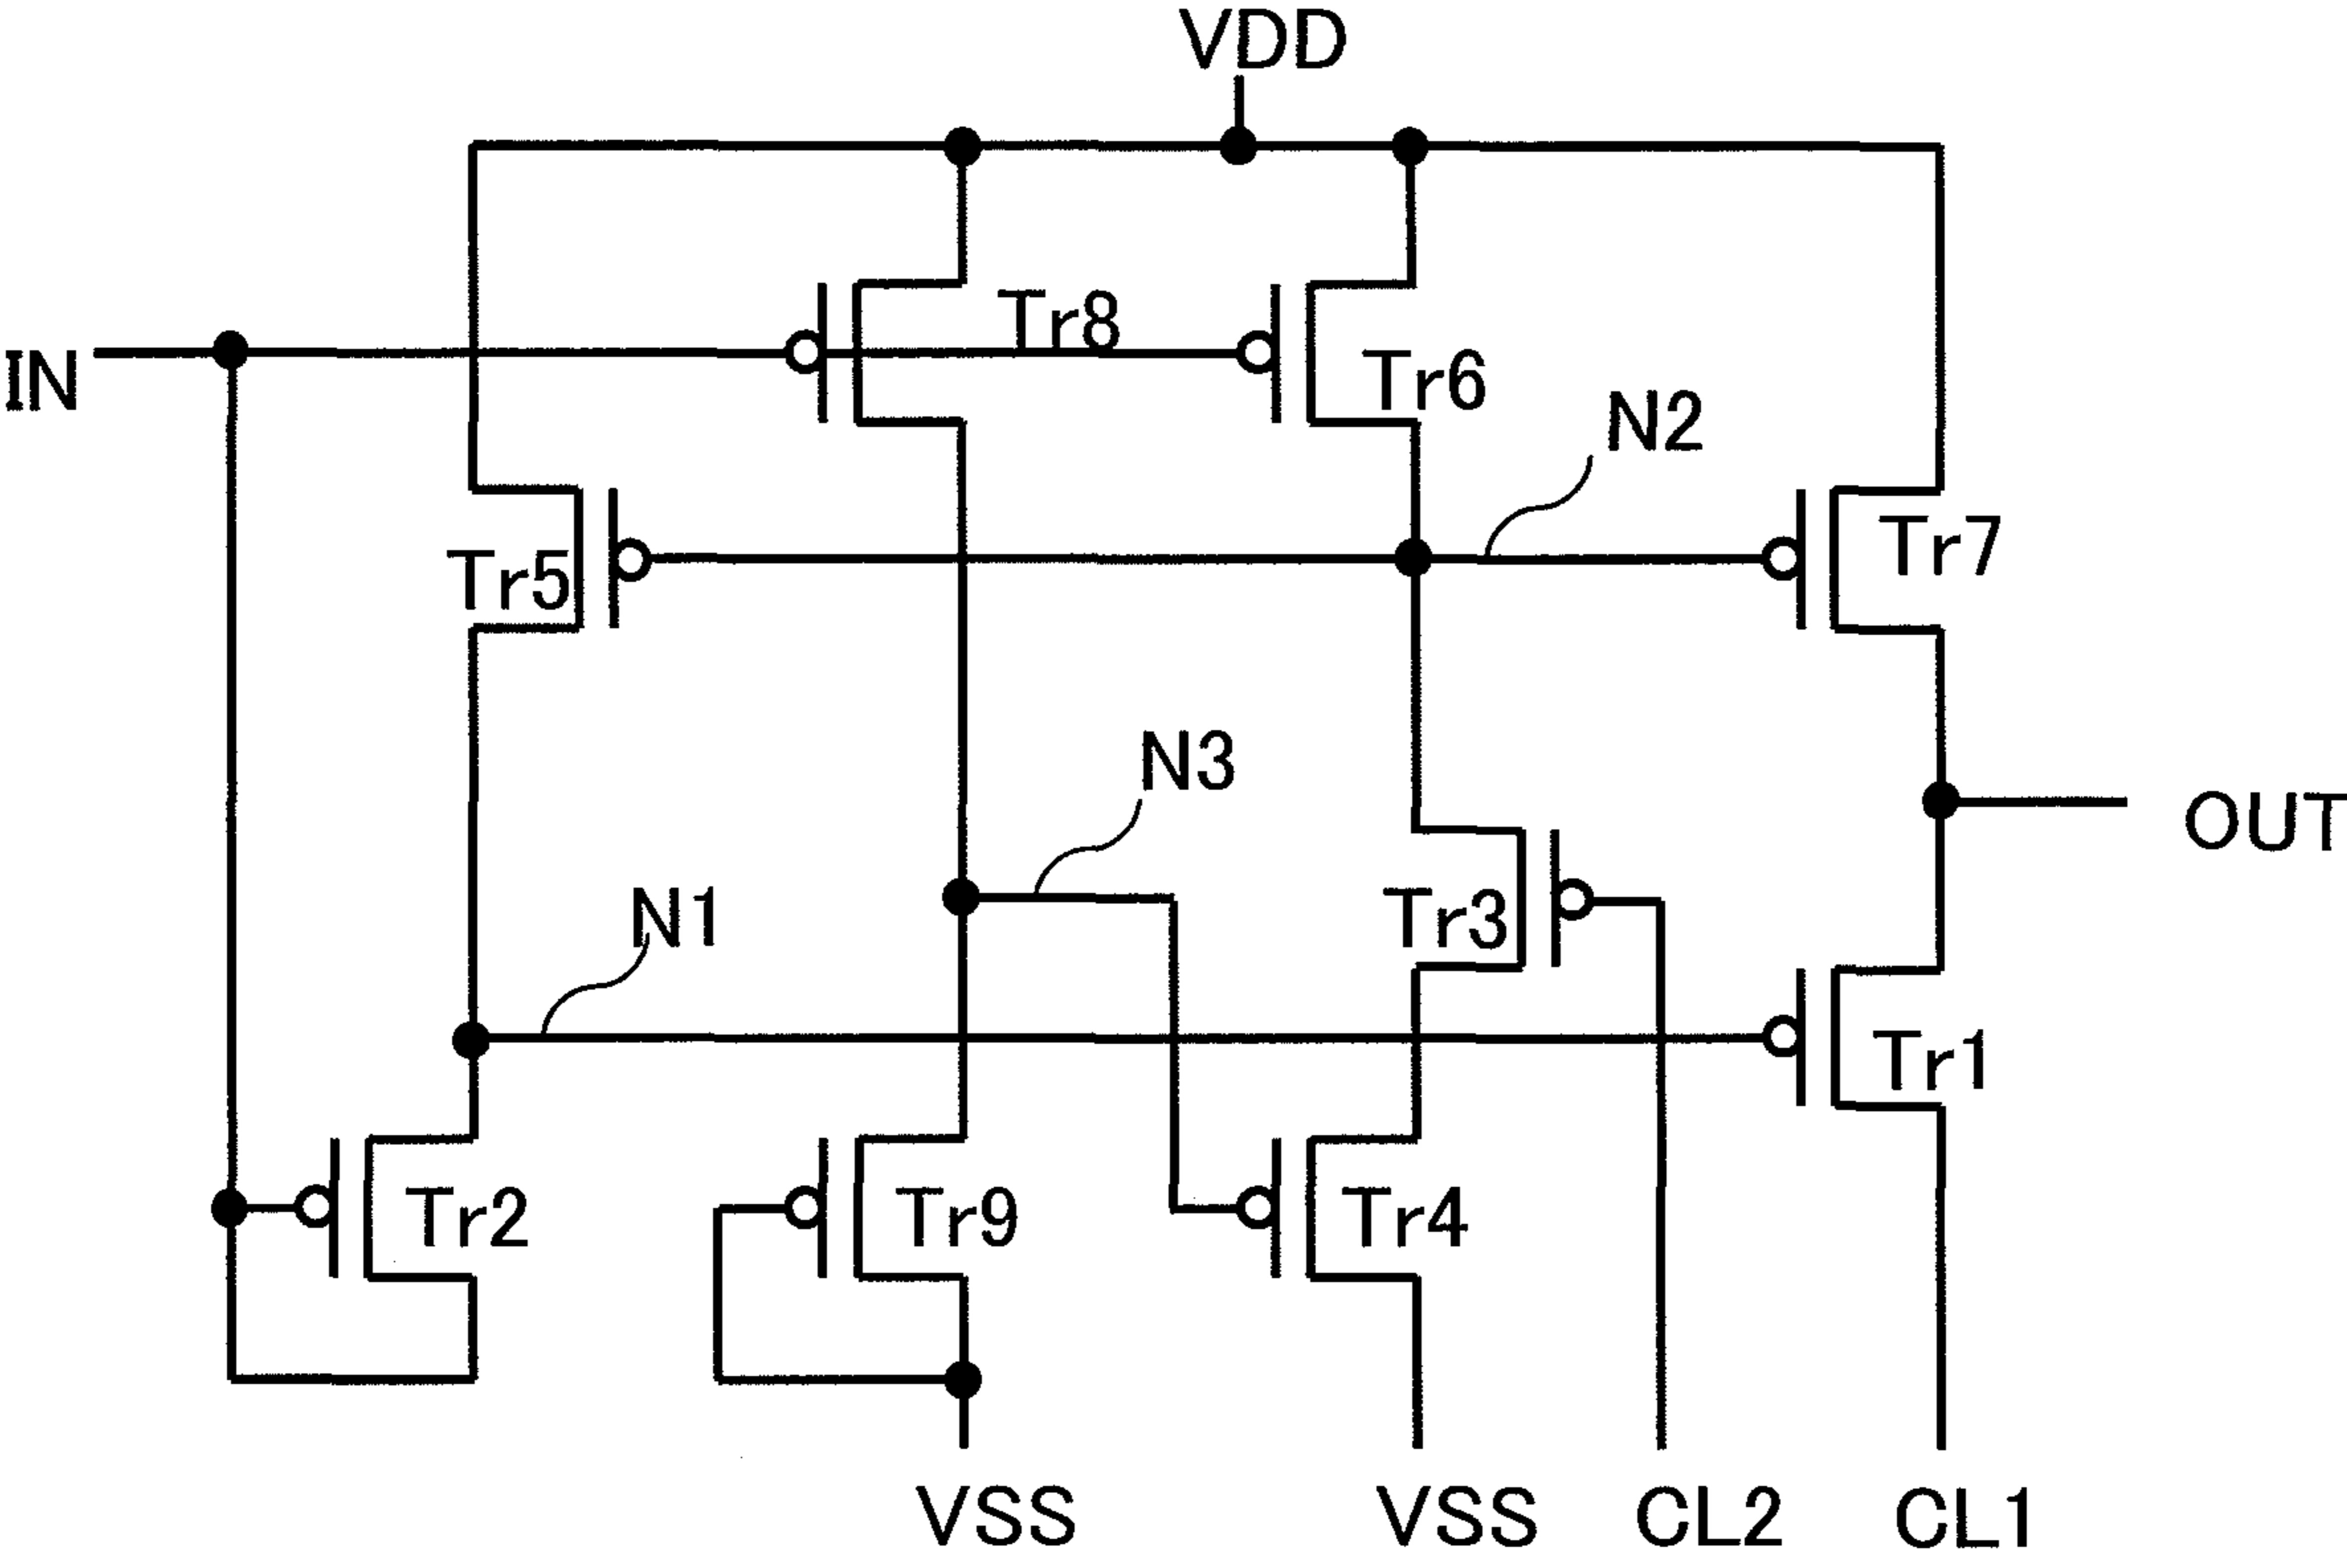 VDD
Tr8
IN
Tr6
N2
Tr7
Tr5
N3
OUT
N1
Tr3
Tr1
Tr2
Tr9
Tr4
VSS
VSS
CL2
CL1